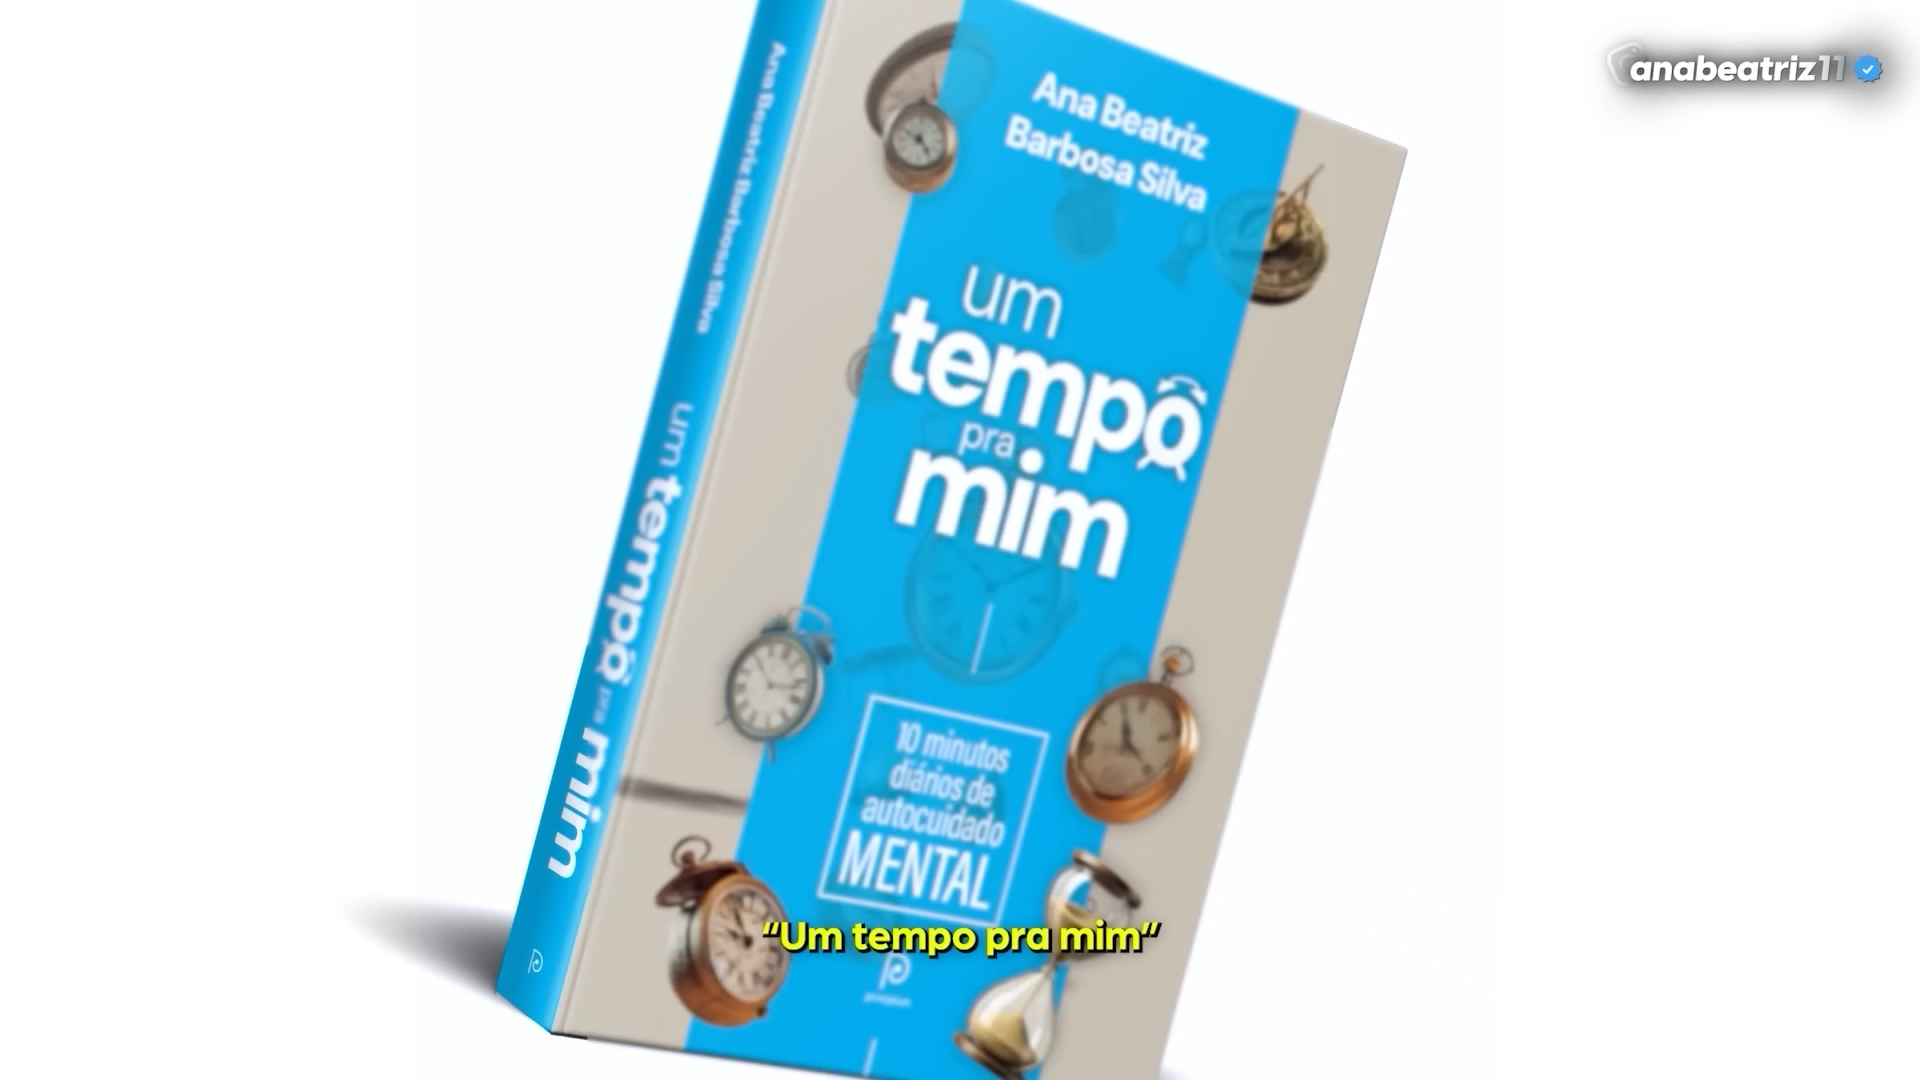 anabeatriz11
Ana Beatriz
Barbosa Silva
um
tempo
pra
mim
10 minutos
diários de
autocuidado
MENTAL
principium
Ana Beatriz Barbosa Silva
um tempo pra mim
“Um tempo pra mim”